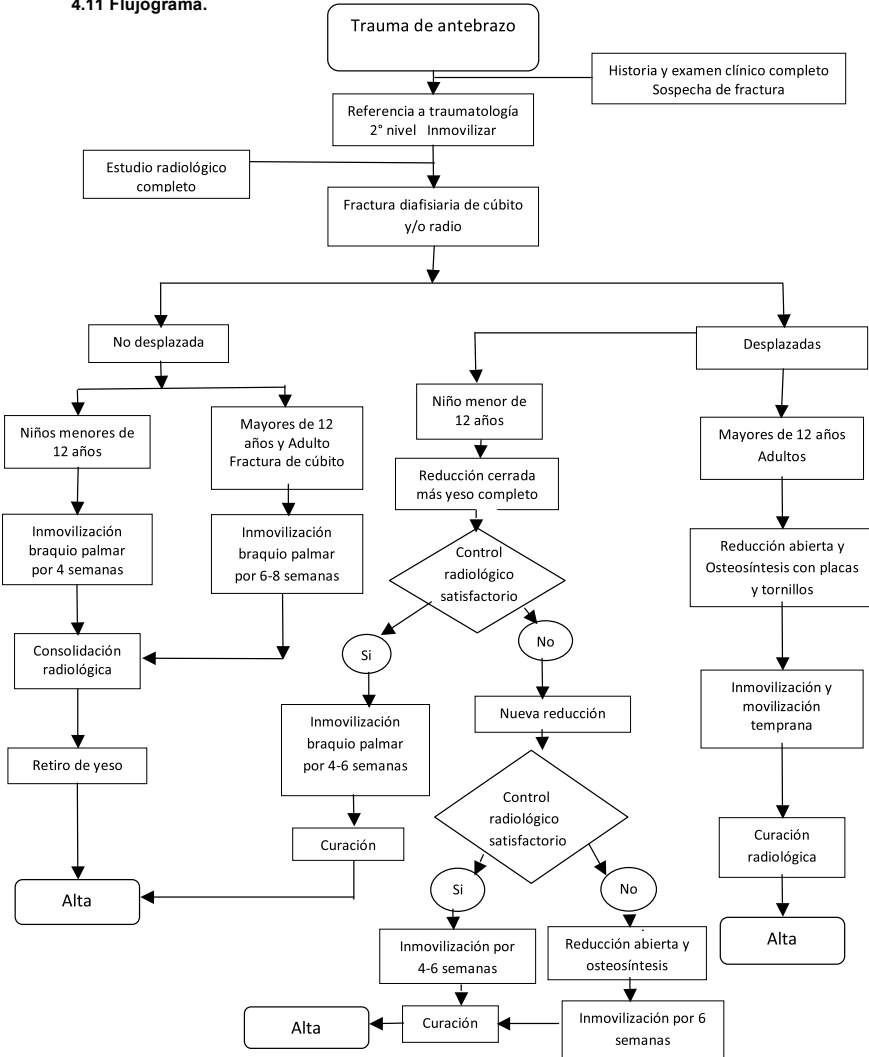 4.11 Flujograma.
Trauma de antebrazo
Historia y examen clínico completo
Sospecha de fractura
Referencia a traumatología
2° nivel Inmovilizar
Estudio radiológico
completo
Fractura diafisiaria de cúbito
y/o radio
No desplazada
Desplazadas
Niños menores de
12 años
Mayores de 12
años y Adulto
Fractura de cúbito
Niño menor de
12 años
Mayores de 12 años
Adultos
Reducción cerrada
más yeso completo
Inmovilización
braquio palmar
por 4 semanas
Inmovilización
braquio palmar
por 6-8 semanas
Control
radiológico
satisfactorio
Reducción abierta y
Osteosíntesis con placas
y tornillos
Si
No
Consolidación
radiológica
Inmovilización
braquio palmar
por 4-6 semanas
Nueva reducción
Inmovilización y
movilización
temprana
Retiro de yeso
Control
radiológico
satisfactorio
Curación
Curación
radiológica
Alta
Si
No
Alta
Inmovilización por
4-6 semanas
Reducción abierta y
osteosíntesis
Alta
Curación
Inmovilización por 6
semanas